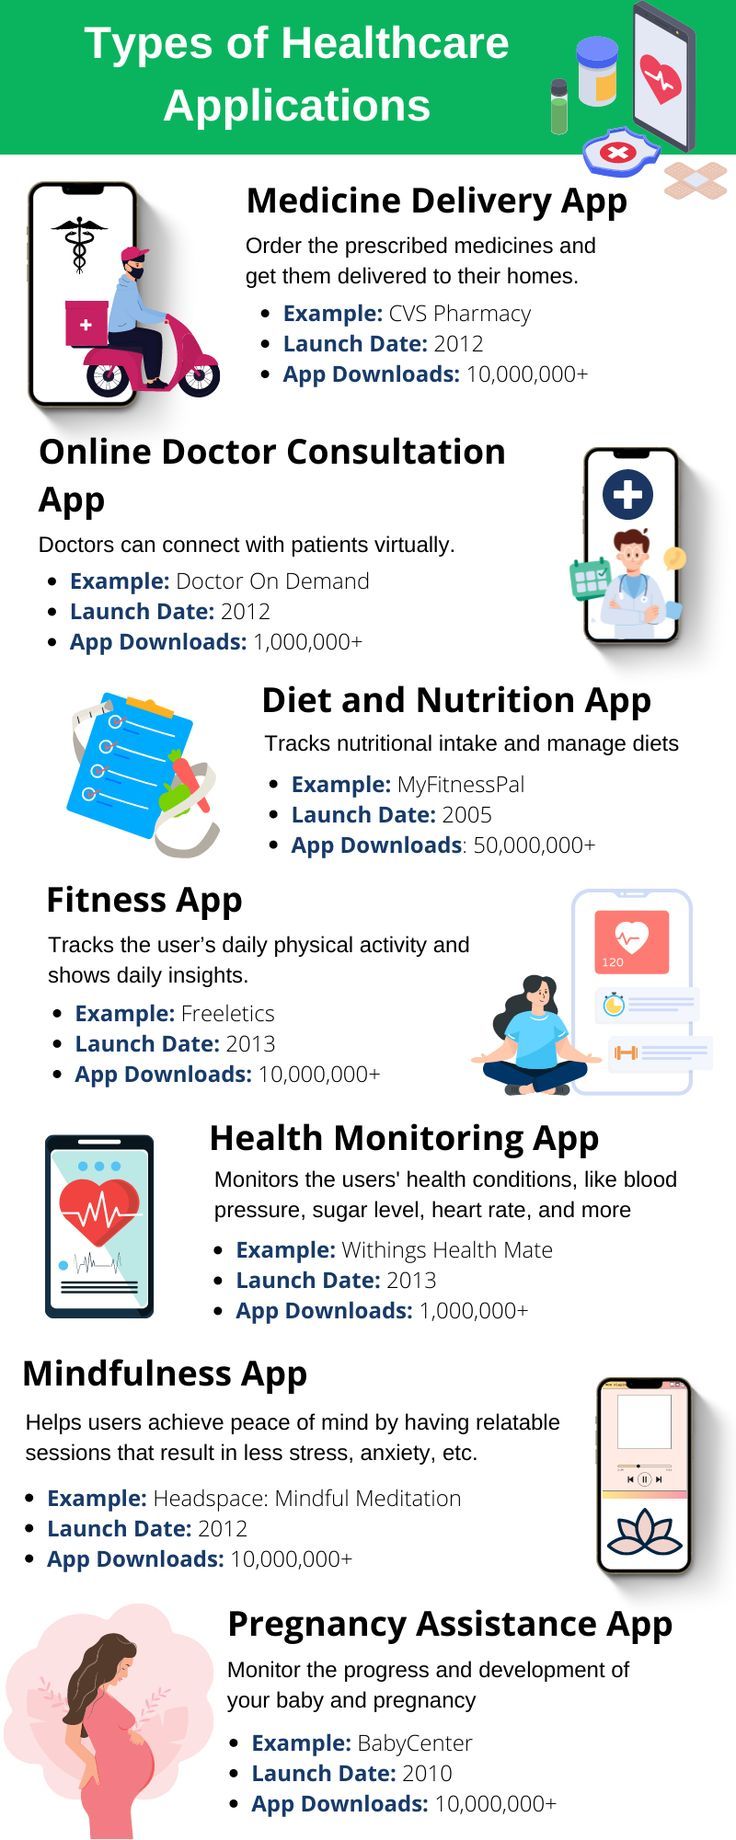 Types of Healthcare
Applications
Medicine Delivery App
Order the prescribed medicines and
get them delivered to their homes.
• Example: CVS Pharmacy
• Launch Date: 2012
• App Downloads: 10,000,000+
Online Doctor Consultation
App
Doctors can connect with patients virtually.
• Example: Doctor On Demand
• Launch Date: 2012
• App Downloads: 1,000,000+
Diet and Nutrition App
Tracks nutritional intake and manage diets
• Example: MyFitnessPal
• Launch Date: 2005
• App Downloads: 50,000,000+
Fitness App
Tracks the user's daily physical activity and
shows daily insights.
• Example: Freeletics
• Launch Date: 2013
• App Downloads: 10,000,000+
120
Health Monitoring App
Monitors the users' health conditions, like blood
pressure, sugar level, heart rate, and more
• Example: Withings Health Mate
• Launch Date: 2013
• App Downloads: 1,000,000+
Mindfulness App
Helps users achieve peace of mind by having relatable
sessions that result in less stress, anxiety, etc.
• Example: Headspace: Mindful Meditation
• Launch Date: 2012
• App Downloads: 10,000,000+
Pregnancy Assistance App
Monitor the progress and development of
your baby and pregnancy
• Example: BabyCenter
• Launch Date: 2010
• App Downloads: 10,000,000+